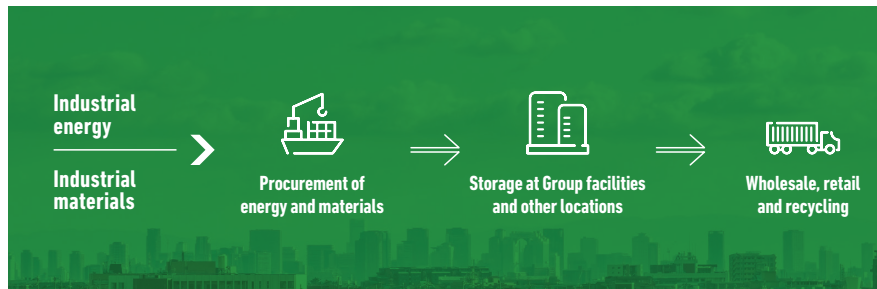 Industrial
energy
Industrial
materials
Procurement of
energy and materials
Storage at Group facilities
and other locations
Wholesale, retail
and recycling